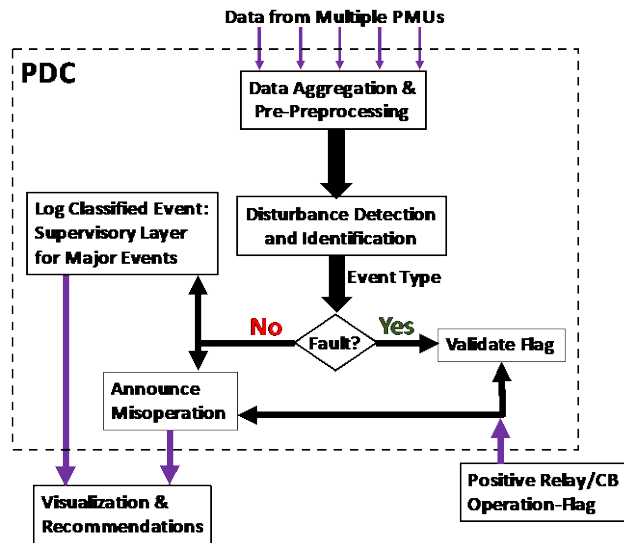 Data from Multiple PMUs
PDC
Data Aggregation &
Pre-Preprocessing
Log Classified Event:
Supervisory Layer
for Major Events
Disturbance Detection
and Identification
Event Type
No
Yes
Fault?
Validate Flag
Announce
Misoperation
Positive Relay/CB
Operation-Flag
Visualization &
Recommendations